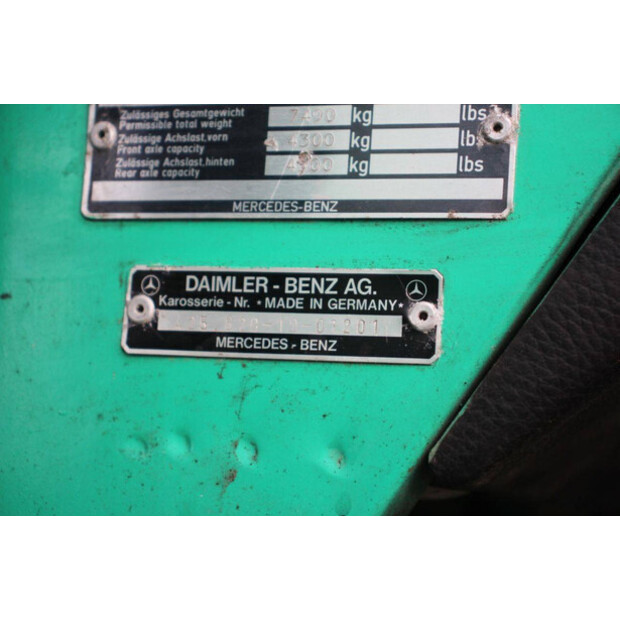 Zulässiges Gesamtgewicht kg lbs
Permissible total weight
Zulässige Achslast,vorn 4300 kg lbs
Front axle capacity
Zulässige Achslast,hinten kg lbs
Rear axle capacity
MERCEDES-BENZ
DAIMLER - BENZ AG.
Karosserie - Nr. * MADE IN GERMANY *
MERCEDES - BENZ